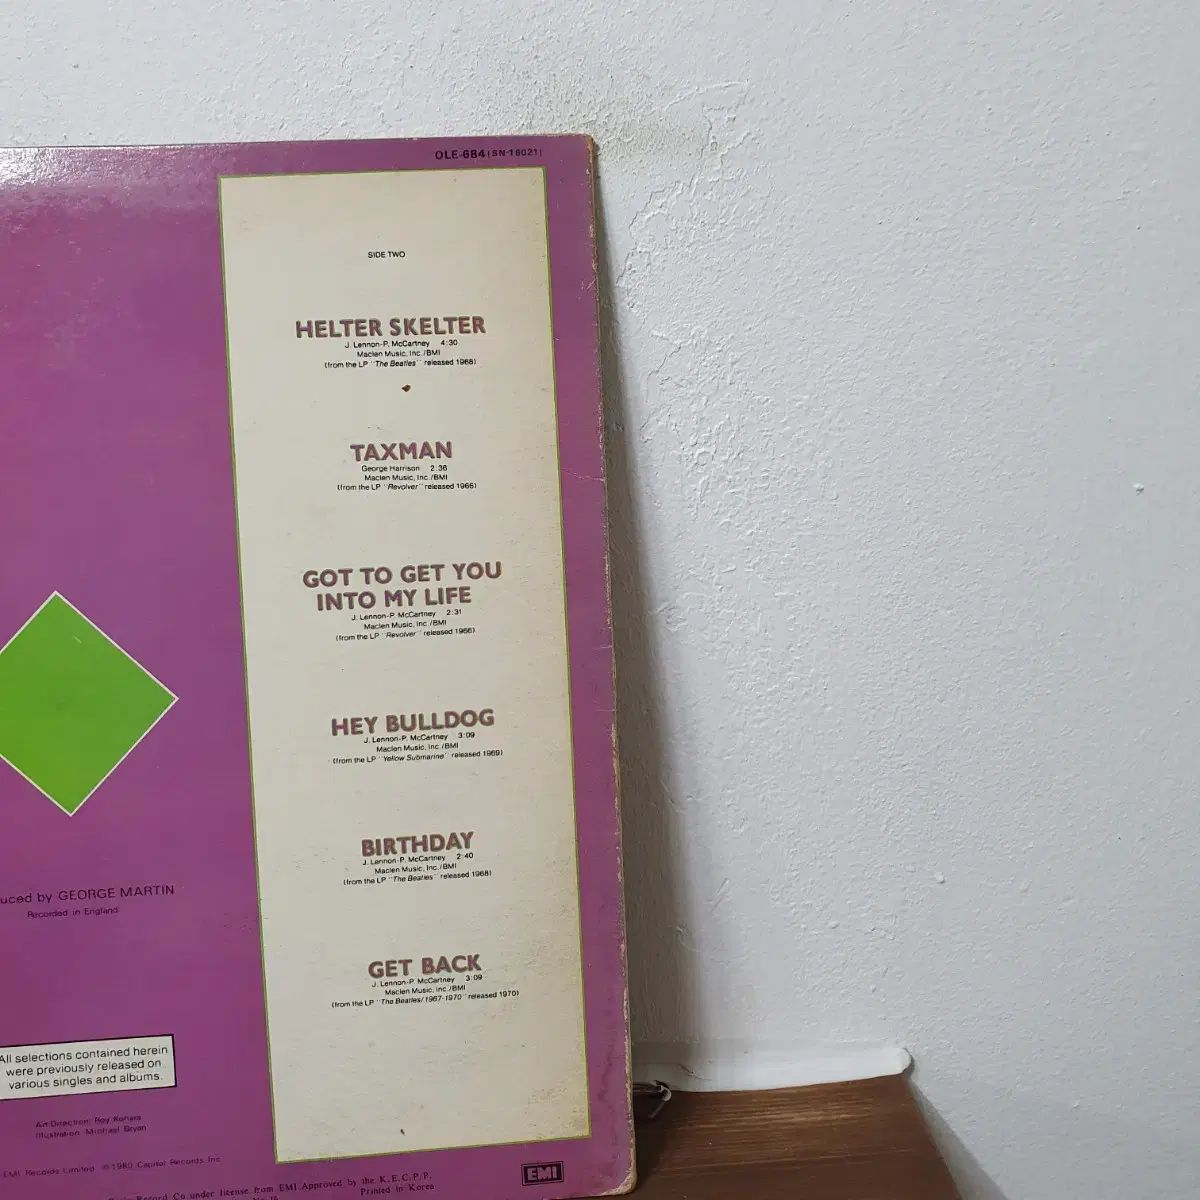 OLE-684 (SN-16021)
SIDE TWO
HELTER SKELTER
J. Lennon-P. McCartney 4:30
Maclen Music, Inc./BMI
(from the LP "The Beatles" released 1968)
TAXMAN
George Harrison 2:36
Maclen Music, Inc./BMI
(from the LP "Revolver" released 1966)
GOT TO GET YOU
INTO MY LIFE
J. Lennon-P. McCartney 2:31
Maclen Music, Inc./BMI
(from the LP "Revolver" released 1966)
HEY BULLDOG
J. Lennon-P. McCartney 3:09
Maclen Music, Inc./BMI
(from the LP "Yellow Submarine" released 1969)
BIRTHDAY
J. Lennon-P. McCartney 2:40
Maclen Music, Inc./BMI
(from the LP "The Beatles" released 1968)
GET BACK
J. Lennon-P. McCartney 3:09
Maclen Music, Inc./BMI
(from the LP "The Beatles/1967-1970" released 1970)
uced by GEORGE MARTIN
Recorded in England
All selections contained herein
were previously released on
various singles and albums.
Art Direction: Roy Kohara
Illustration: Michael Bryan
EMI Records Limited ℗ 1980 Capitol Records Inc
Record Co. under license from EMI. Approved by the K.E.C.P.P.
Printed in Korea
EMI